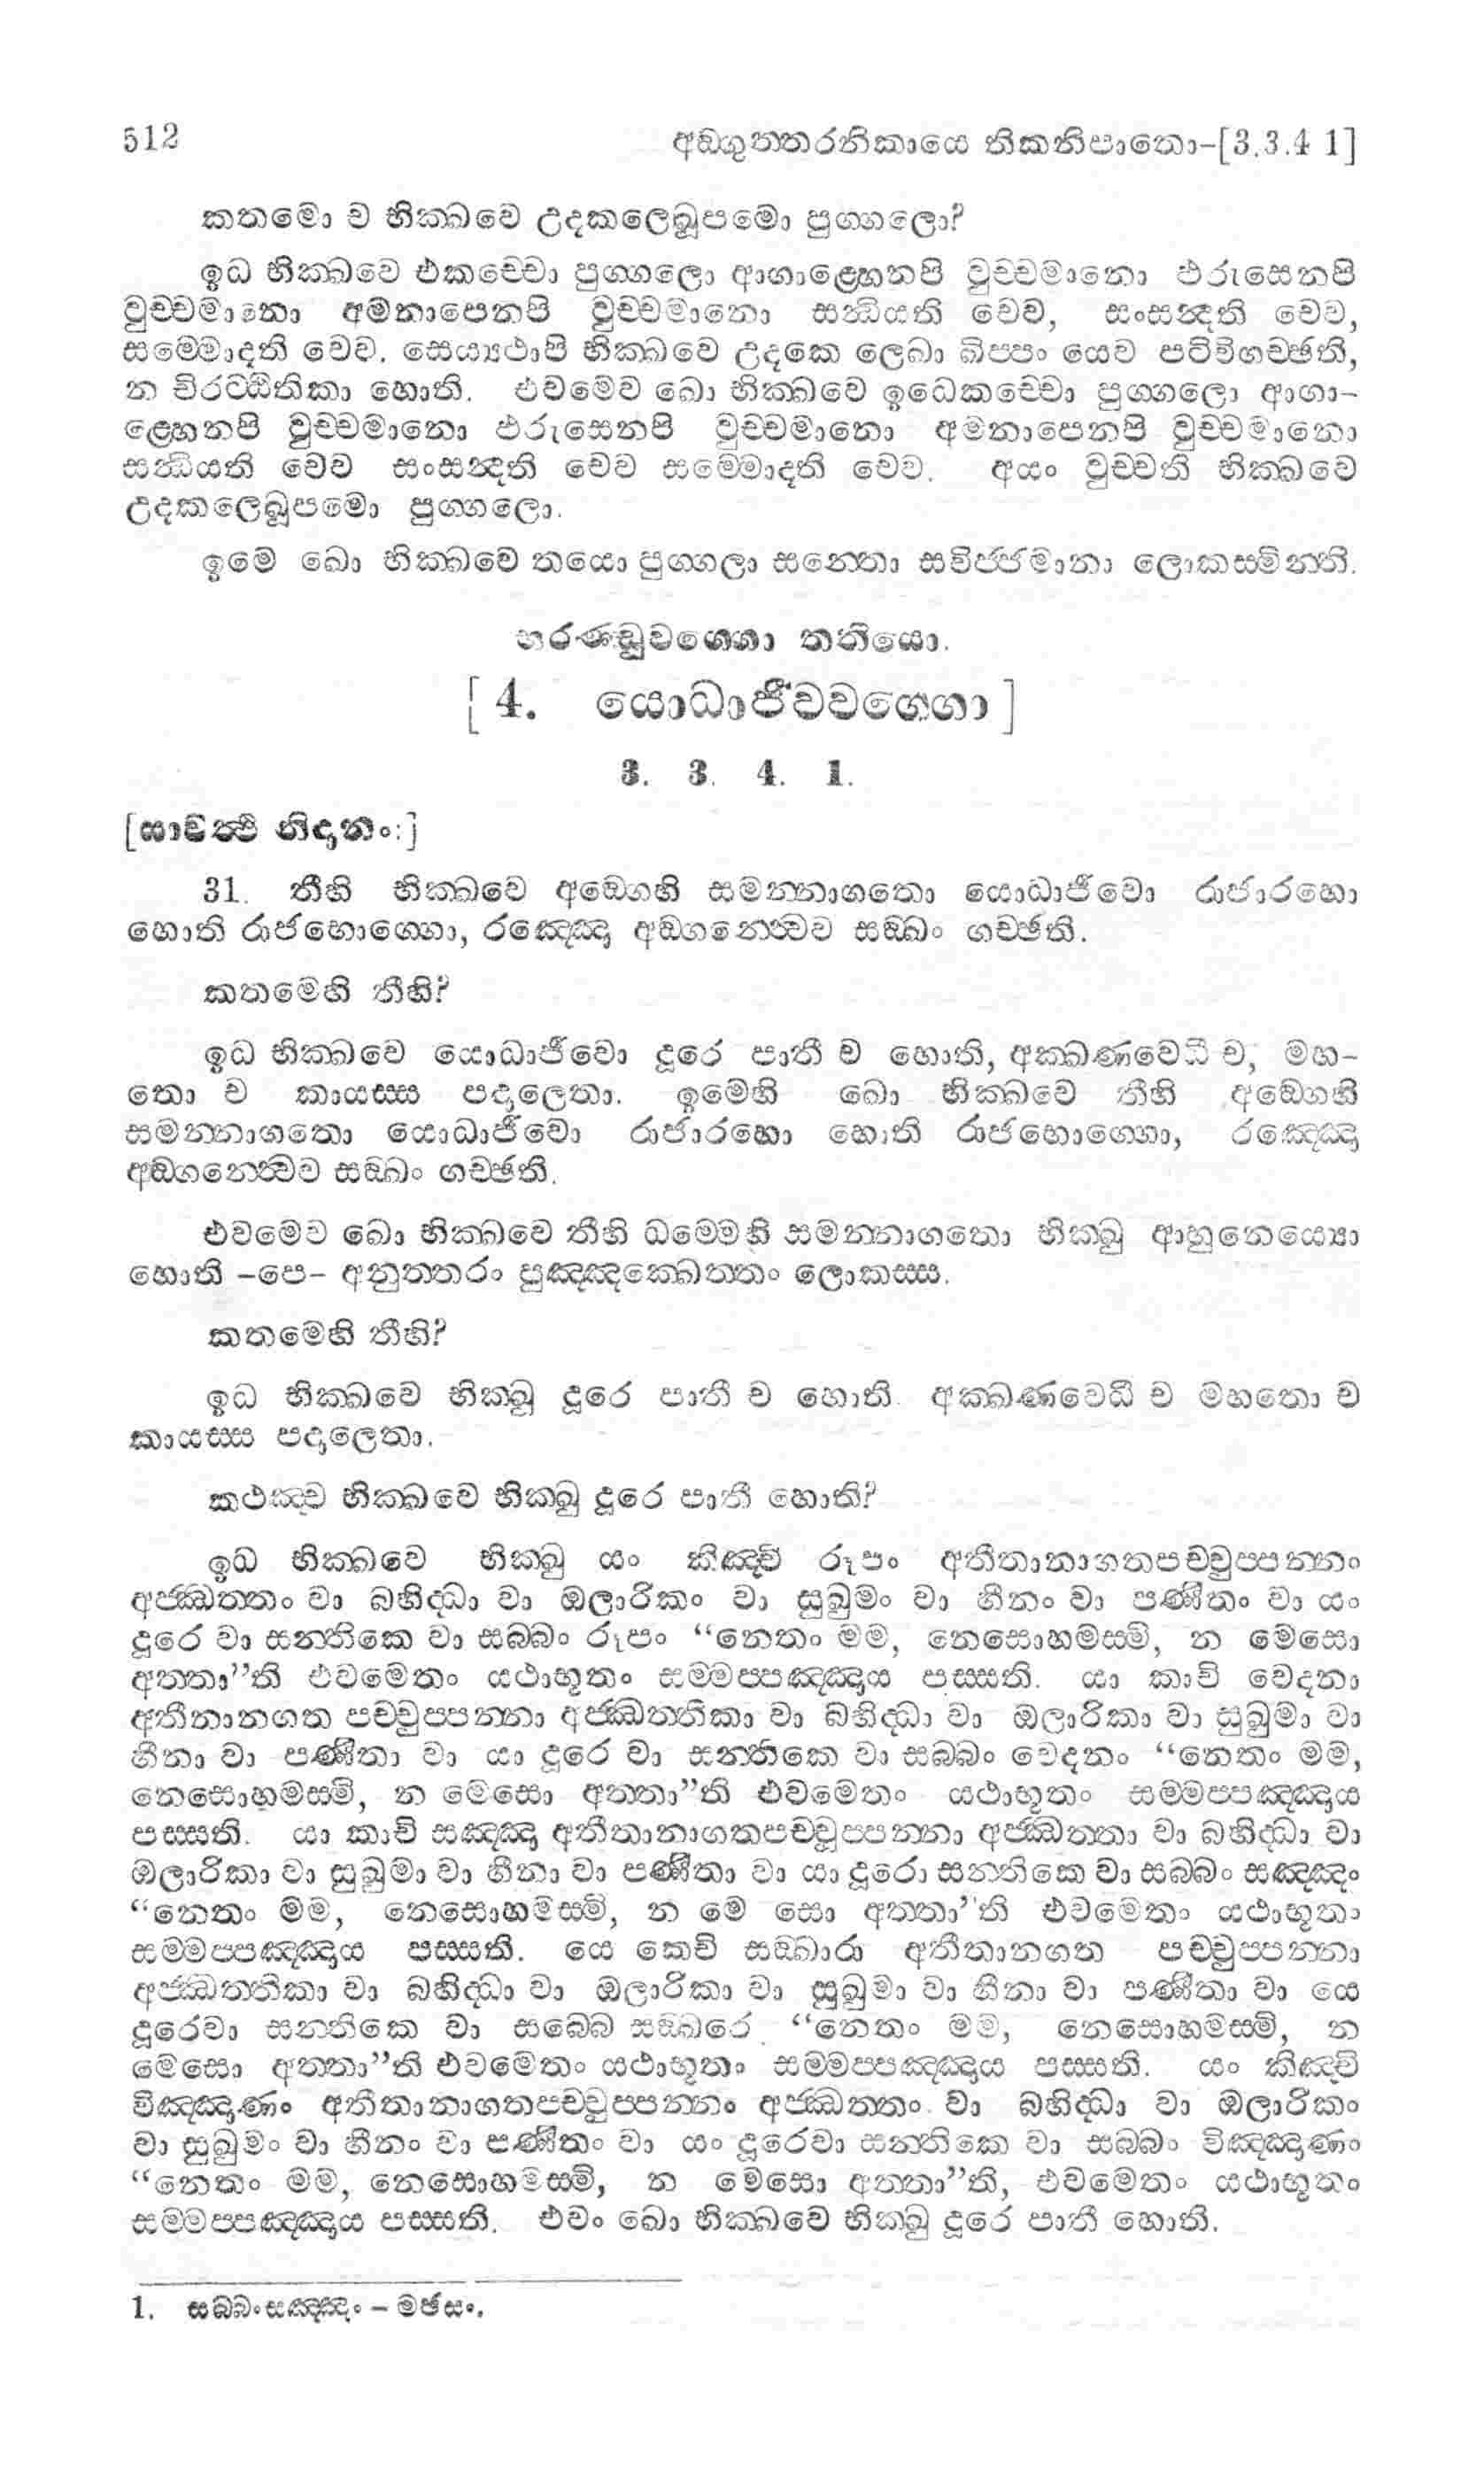 512 අඞ්ගුත්තරනිකායෙ තිකනිපාතො-[3.3.4 1]
කතමො ච භික්ඛවෙ උදකලෙඛූපමො පුග්ගලො?
ඉධ භික්ඛවෙ එකච්චො පුග්ගලො ආගාළ්හෙනපි වුච්චමානො ඵරුසෙනපි
වුච්චමානො අමනාපෙනපි වුච්චමානො සන්ධියති චෙව, සංසන්දති චෙව,
සම්මොදති චෙව. සෙය්‍යථාපි භික්ඛවෙ උදකෙ ලෙඛා ඛිප්පං යෙව පටිවිගච්ඡති,
න චිරට්ඨිතිකා හොති. එවමෙව ඛො භික්ඛවෙ ඉධෙකච්චො පුග්ගලො ආගා-
ළ්හෙනපි වුච්චමානො ඵරුසෙනපි වුච්චමානො අමනාපෙනපි වුච්චමානො
සන්ධියති චෙව සංසන්දති චෙව සම්මොදති චෙව. අයං වුච්චති භික්ඛවෙ
උදකලෙඛූපමො පුග්ගලො.
ඉමෙ ඛො භික්ඛවෙ තයො පුග්ගලා සන්තො සංවිජ්ජමානා ලොකස්මින්ති.
භරණ්ඩුවග්ගො තතියො.
[4. යොධාජීවවග්ගො]
3. 3. 4. 1.
[සාවත්ථි නිදානං:]
31. තීහි භික්ඛවෙ අඞ්ගෙහි සමන්නාගතො යොධාජීවො රාජාරහො
හොති රාජභොග්ගො, රඤ්ඤො අඞ්ගන්ත්වෙව සඞ්ඛං ගච්ඡති.
කතමෙහි තීහි?
ඉධ භික්ඛවෙ යොධාජීවො දූරෙ පාතී ච හොති, අක්ඛණවෙධී ච, මහ-
තො ච කායස්ස පදාලෙතා. ඉමෙහි ඛො භික්ඛවෙ තීහි අඞ්ගෙහි
සමන්නාගතො යොධාජීවො රාජාරහො හොති රාජභොග්ගො, රඤ්ඤො
අඞ්ගන්ත්වෙව සඞ්ඛං ගච්ඡති.
එවමෙව ඛො භික්ඛවෙ තීහි ධම්මෙහි සමන්නාගතො භික්ඛු ආහුනෙය්‍යො
හොති -පෙ- අනුත්තරං පුඤ්ඤක්ඛෙත්තං ලොකස්ස.
කතමෙහි තීහි?
ඉධ භික්ඛවෙ භික්ඛු දූරෙ පාතී ච හොති. අක්ඛණවෙධී ච මහතො ච
කායස්ස පදාලෙතා.
කථඤ්ච භික්ඛවෙ භික්ඛු දූරෙ පාතී හොති?
ඉධ භික්ඛවෙ භික්ඛු යං කිඤ්චි රූපං අතීතානාගතපච්චුප්පන්නං
අජ්ඣත්තං වා බහිද්ධා වා ඔලාරිකං වා සුඛුමං වා හීනං වා පණීතං වා යං
දූරෙ වා සන්තිකෙ වා සබ්බං රූපං “නෙතං මම, නෙසොහමස්මි, න මෙසො
අත්තා”ති එවමෙතං යථාභූතං සම්මප්පඤ්ඤාය පස්සති. යා කාචි වෙදනා
අතීතානගත පච්චුප්පන්නා අජ්ඣත්තිකා වා බහිද්ධා වා ඔලාරිකා වා සුඛුමා වා
හීනා වා පණීතා වා යා දූරෙ වා සන්තිකෙ වා සබ්බං වෙදනං “නෙතං මම,
නෙසොහමස්මි, න මෙසො අත්තා”ති එවමෙතං යථාභූතං සම්මප්පඤ්ඤාය
පස්සති. යා කාචි සඤ්ඤා අතීතානාගතපච්චුප්පන්නා අජ්ඣත්තා වා බහිද්ධා වා
ඔලාරිකා වා සුඛුමා වා හීනා වා පණීතා වා යා දූරො සන්තිකෙ වා සබ්බං සඤ්ඤං
“නෙතං මම, නෙසොහමස්මි, න මෙ සො අත්තා”ති එවමෙතං යථාභූතං
සම්මප්පඤ්ඤාය පස්සති. යෙ කෙචි සඞ්ඛාරා අතීතානගත පච්චුප්පන්නා
අජ්ඣත්තිකා වා බහිද්ධා වා ඔලාරිකා වා සුඛුමා වා හීනා වා පණීතා වා යෙ
දූරෙවා සන්තිකෙ වා සබ්බෙ සඞ්ඛරෙ “නෙතං මම, නෙසොහමස්මි, න
මෙසො අත්තා”ති එවමෙතං යථාභූතං සම්මප්පඤ්ඤාය පස්සති. යං කිඤ්චි
විඤ්ඤාණං අතීතානාගතපච්චුප්පන්නං අජ්ඣත්තං වා බහිද්ධා වා ඔලාරිකං
වා සුඛුමං වා හීනං වා පණීතං වා යං දූරෙවා සන්තිකෙ වා සබ්බං විඤ්ඤාණං
“නෙතං මම, නෙසොහමස්මි, න මෙසො අත්තා”ති, එවමෙතං යථාභූතං
සම්මප්පඤ්ඤාය පස්සති. එවං ඛො භික්ඛවෙ භික්ඛු දූරෙ පාතී හොති.
1. සබ්බංසඤ්ඤං – මඡසං.